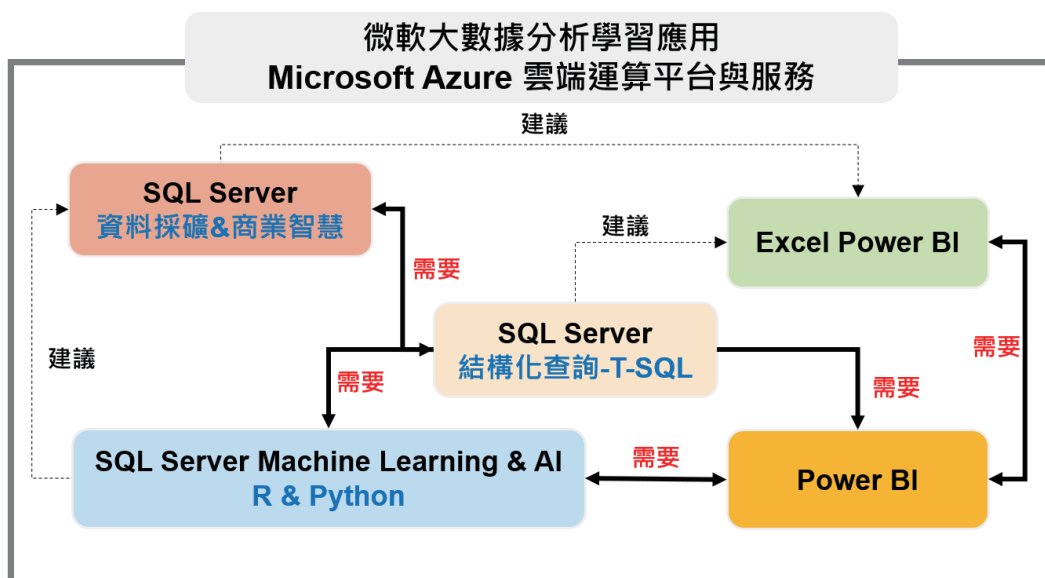 微軟大數據分析學習應用
Microsoft Azure 雲端運算平台與服務
建議
SQL Server
資料採礦&商業智慧
建議
Excel Power BI
需要
SQL Server
結構化查詢-T-SQL
需要
建議
需要
需要
SQL Server Machine Learning & AI
R & Python
需要
Power BI